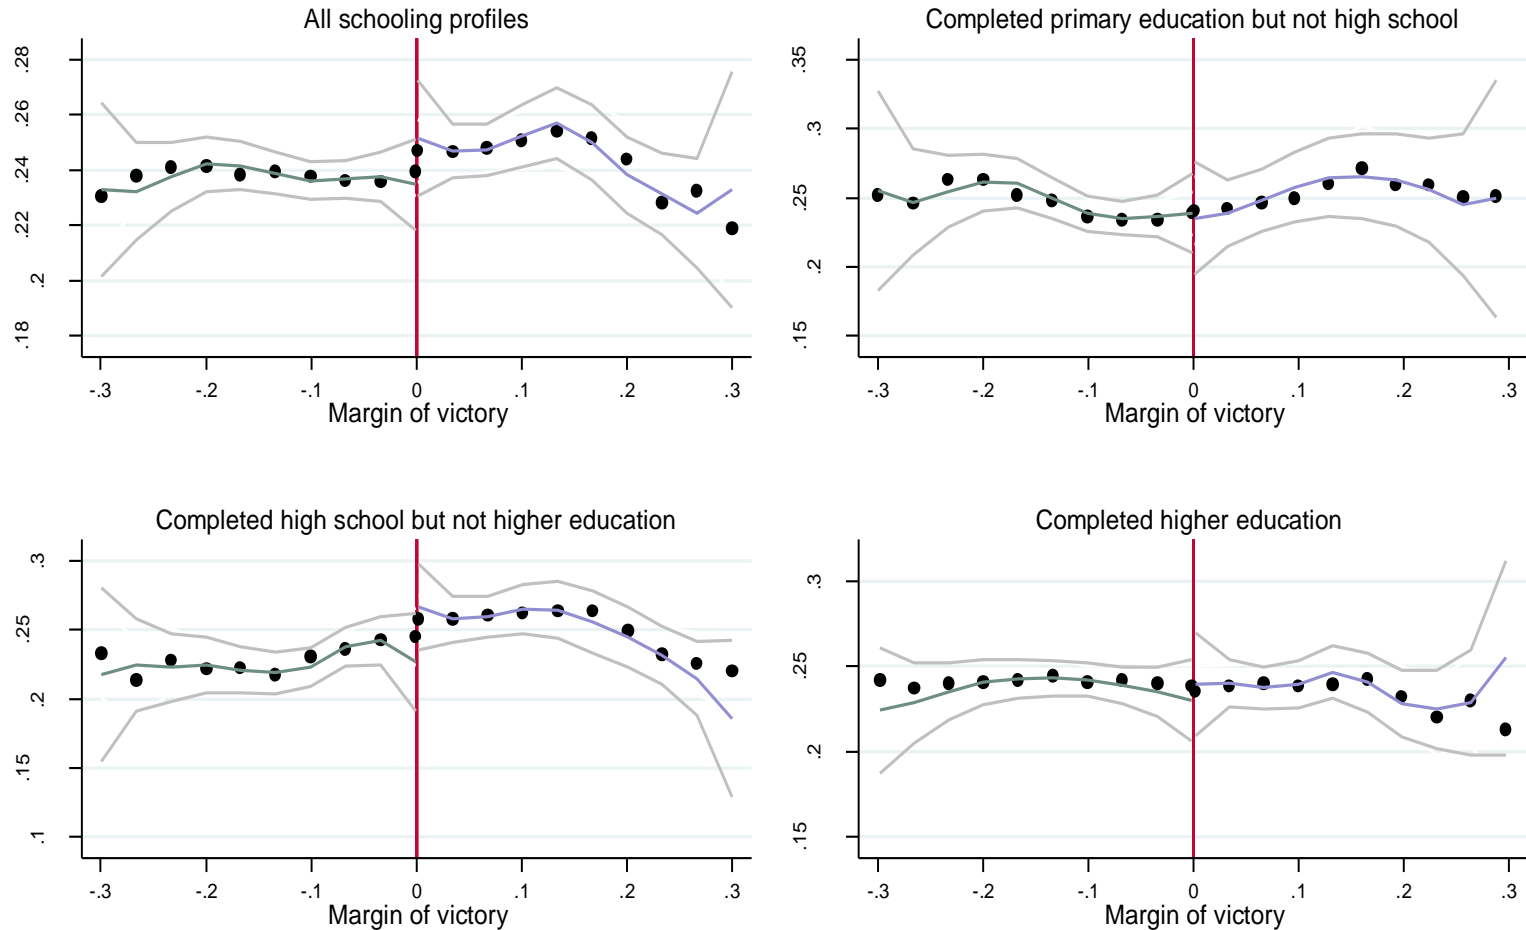 All schooling profiles
.28
.26
.24
.22
.2
.18
-.3 -.2 -.1 0 .1 .2 .3
Margin of victory
Completed primary education but not high school
.35
.3
.25
.2
.15
-.3 -.2 -.1 0 .1 .2 .3
Margin of victory
Completed high school but not higher education
.3
.25
.2
.15
.1
-.3 -.2 -.1 0 .1 .2 .3
Margin of victory
Completed higher education
.3
.25
.2
.15
-.3 -.2 -.1 0 .1 .2 .3
Margin of victory